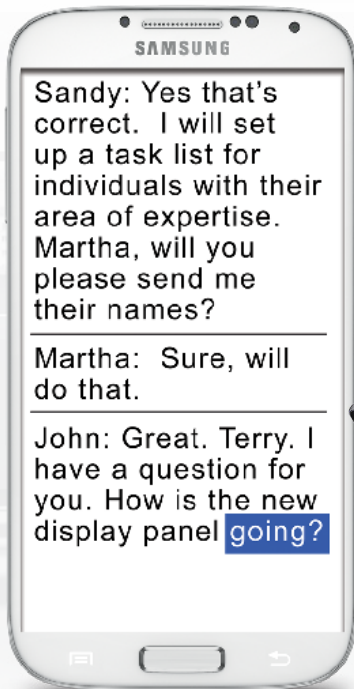 SAMSUNG
Sandy: Yes that's
correct. I will set
up a task list for
individuals with their
area of expertise.
Martha, will you
please send me
their names?
Martha: Sure, will
do that.
John: Great. Terry. I
have a question for
you. How is the new
display panel going?